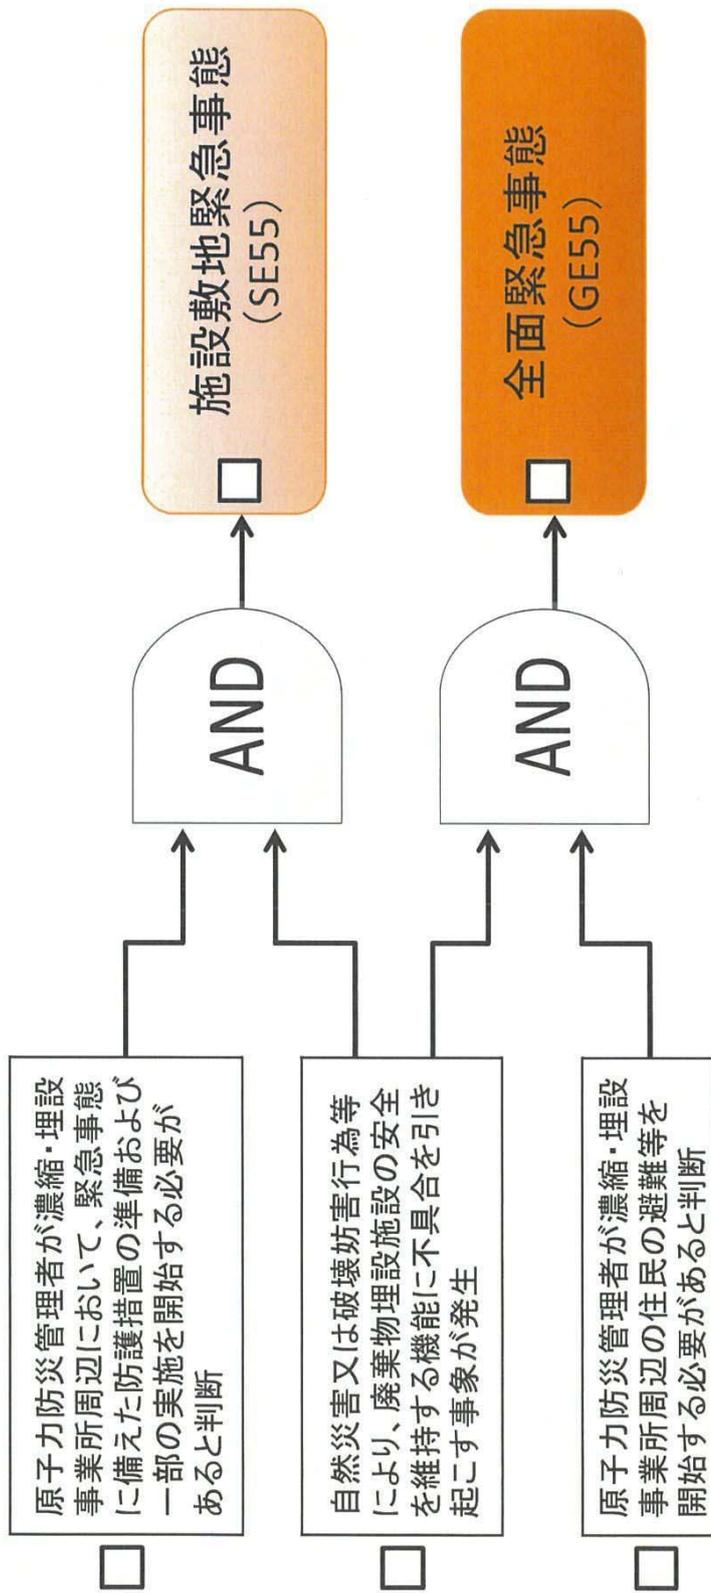 原子力防災管理者が濃縮・埋設
事業所周辺において、緊急事態
に備えた防護措置の準備および
一部の実施を開始する必要が
あると判断
自然災害又は破壊妨害行為等
により、廃棄物埋設施設の安全
を維持する機能に不具合を引き
起こす事象が発生
原子力防災管理者が濃縮・埋設
事業所周辺の住民の避難等を
開始する必要があると判断
AND
AND
施設敷地緊急事態
（SE55）
全面緊急事態
（GE55）